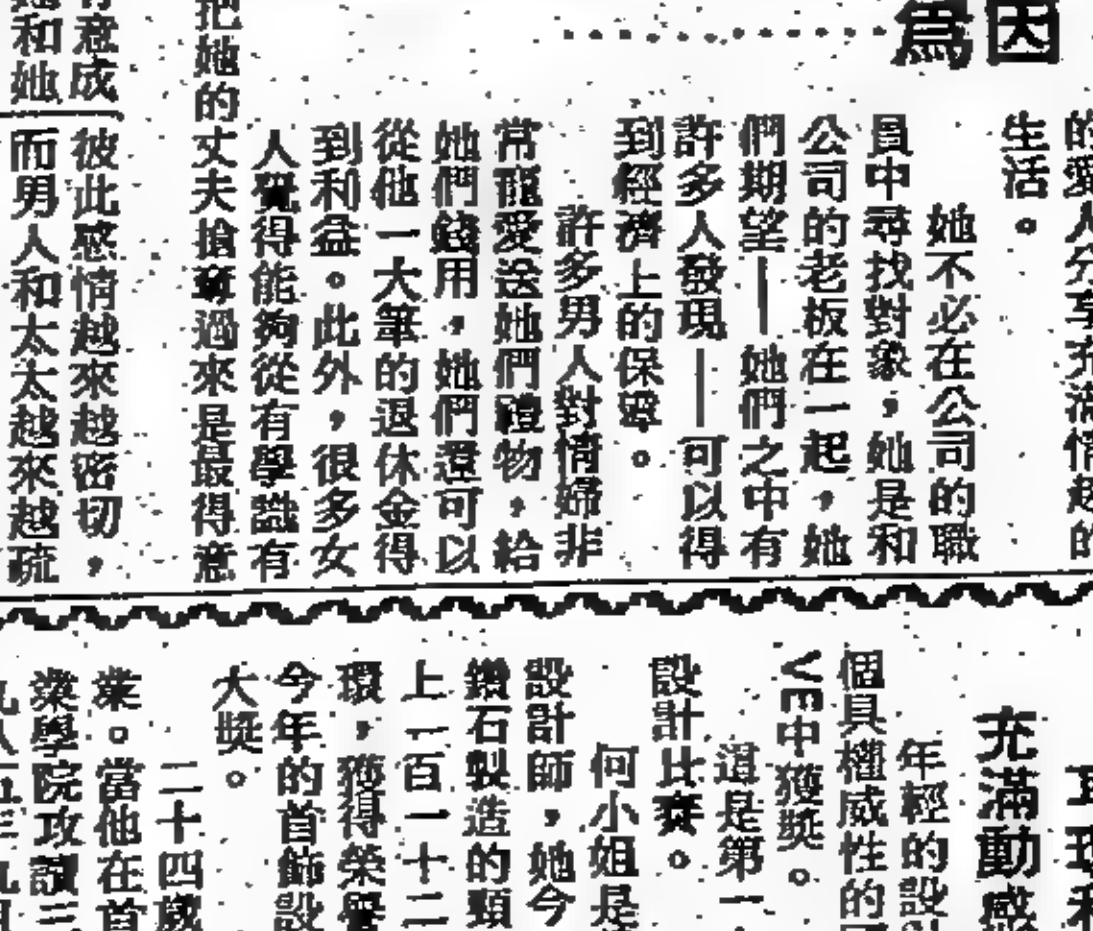 因為
的愛人分享充滿情趣的
生活。
她不必在公司的職
員中尋找對象，她是和
公司的老板在一起，她
們期望——她們之中有
許多人發現——可以得
到經濟上的保障。
許多男人對情婦非
常寵愛送她們禮物，給
她們錢用，她們還可以
從他一大筆的退休金得
到利益。此外，很多女
人覺得能夠從有學識有
把她的丈夫搶奪過來是最得意
意成
彼此感情越來越密切，
和她
而男人和太太越來越疏
充滿動感
年輕的設計
個具權威性的
VE中獲獎。
這是第一
設計比賽。
何小姐是
設計師，她今
鑽石製造的頸
上一百一十二
環，獲得榮譽
今年的首飾設
大獎。
二十四歲
業。當他在首
業學院攻讀三